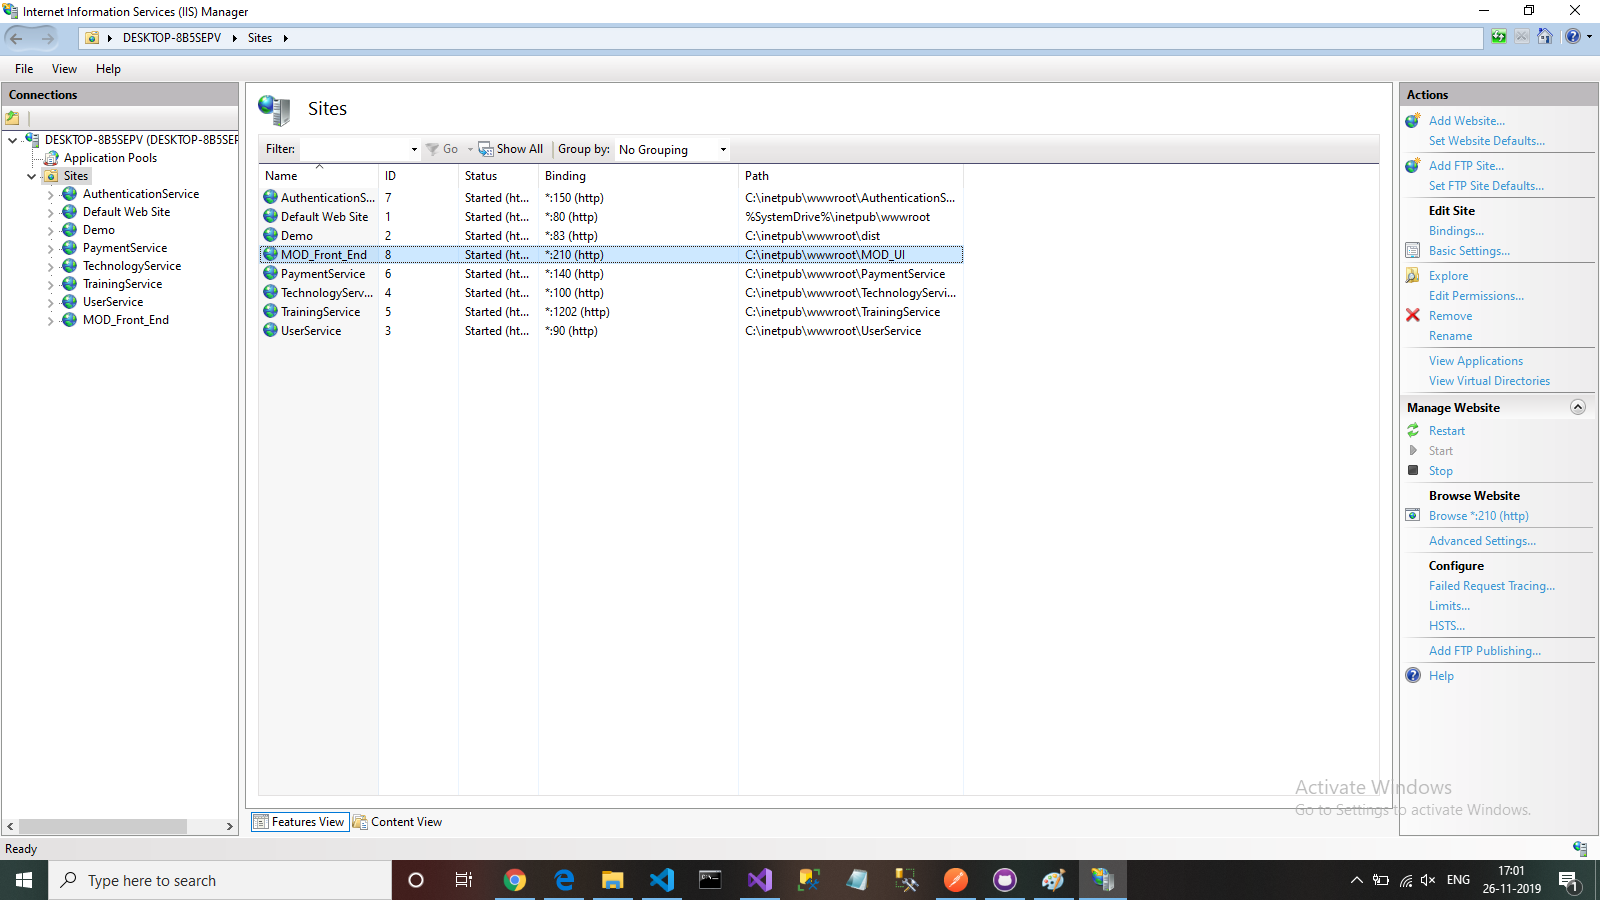 Internet Information Services (IIS) Manager
DESKTOP-8B5SEPV Sites
File View Help
Connections
DESKTOP-8B5SEPV (DESKTOP-8B5SEP
Application Pools
Sites
AuthenticationService
Default Web Site
Demo
PaymentService
TechnologyService
TrainingService
UserService
MOD_Front_End
Sites
Filter: Go Show All Group by: No Grouping
Name ID Status Binding Path
AuthenticationS... 7 Started (ht... *:150 (http) C:\inetpub\wwwroot\AuthenticationS...
Default Web Site 1 Started (ht... *:80 (http) %SystemDrive%\inetpub\wwwroot
Demo 2 Started (ht... *:83 (http) C:\inetpub\wwwroot\dist
MOD_Front_End 8 Started (ht... *:210 (http) C:\inetpub\wwwroot\MOD_UI
PaymentService 6 Started (ht... *:140 (http) C:\inetpub\wwwroot\PaymentService
TechnologyServ... 4 Started (ht... *:100 (http) C:\inetpub\wwwroot\TechnologyServi...
TrainingService 5 Started (ht... *:1202 (http) C:\inetpub\wwwroot\TrainingService
UserService 3 Started (ht... *:90 (http) C:\inetpub\wwwroot\UserService
Features View Content View
Actions
Add Website...
Set Website Defaults...
Add FTP Site...
Set FTP Site Defaults...
Edit Site
Bindings...
Basic Settings...
Explore
Edit Permissions...
Remove
Rename
View Applications
View Virtual Directories
Manage Website
Restart
Start
Stop
Browse Website
Browse *:210 (http)
Advanced Settings...
Configure
Failed Request Tracing...
Limits...
HSTS...
Add FTP Publishing...
Help
Activate Windows
Go to Settings to activate Windows.
Ready
Type here to search
ENG
17:01
26-11-2019
1